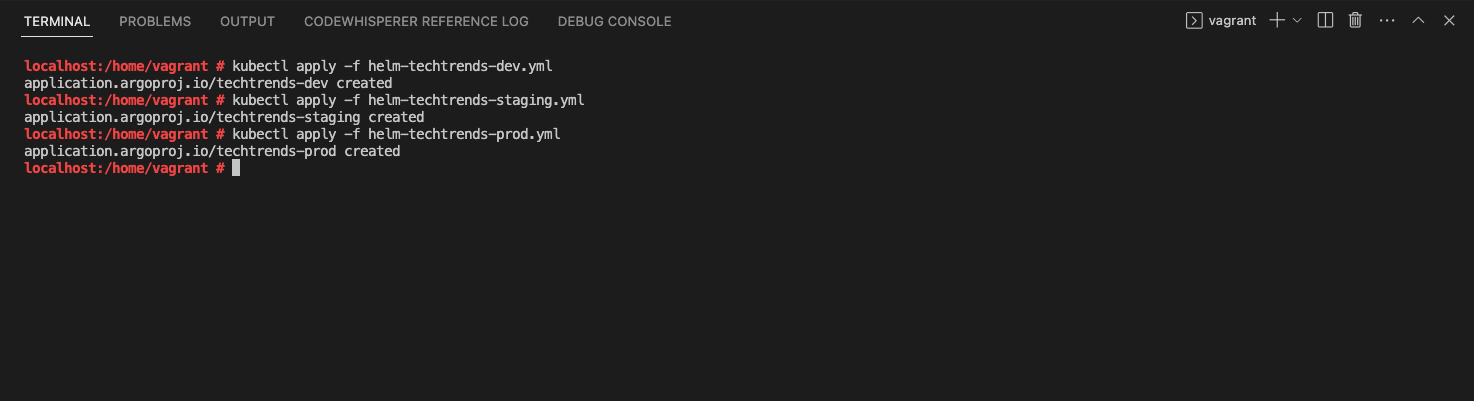 TERMINAL PROBLEMS OUTPUT CODEWHISPERER REFERENCE LOG DEBUG CONSOLE vagrant
localhost:/home/vagrant # kubectl apply -f helm-techtrends-dev.yml
application.argoproj.io/techtrends-dev created
localhost:/home/vagrant # kubectl apply -f helm-techtrends-staging.yml
application.argoproj.io/techtrends-staging created
localhost:/home/vagrant # kubectl apply -f helm-techtrends-prod.yml
application.argoproj.io/techtrends-prod created
localhost:/home/vagrant #